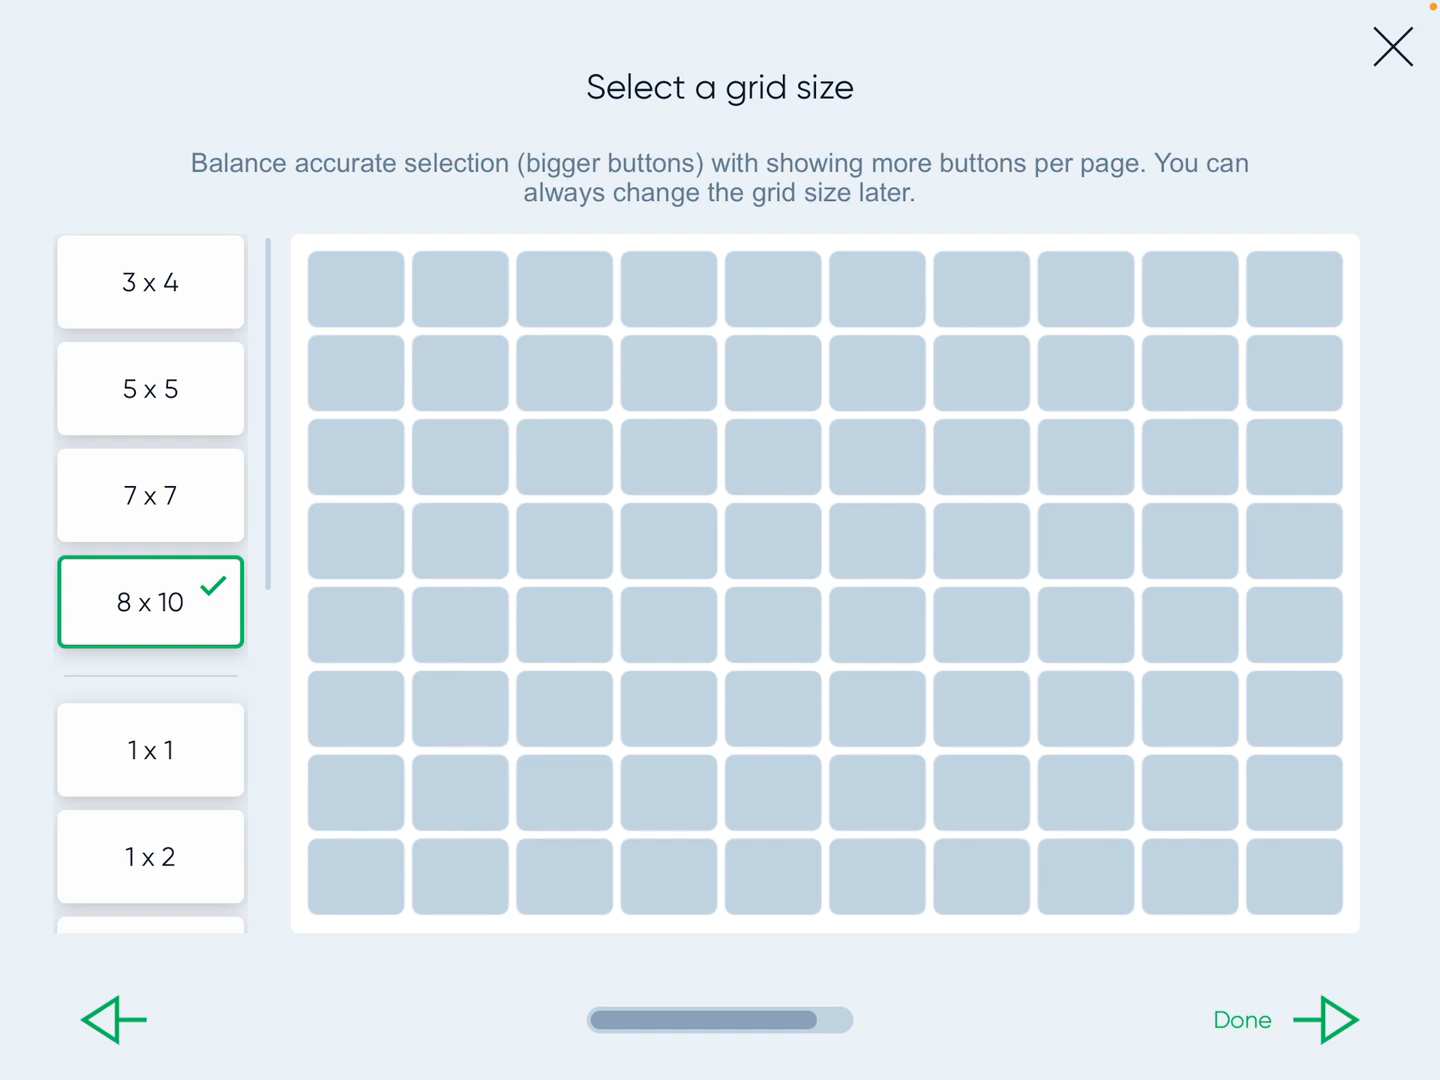 Select a grid size
Balance accurate selection (bigger buttons) with showing more buttons per page. You can
always change the grid size later.
3 x 4
5 x 5
7 x 7
8 x 10
1 x 1
1 x 2
Done